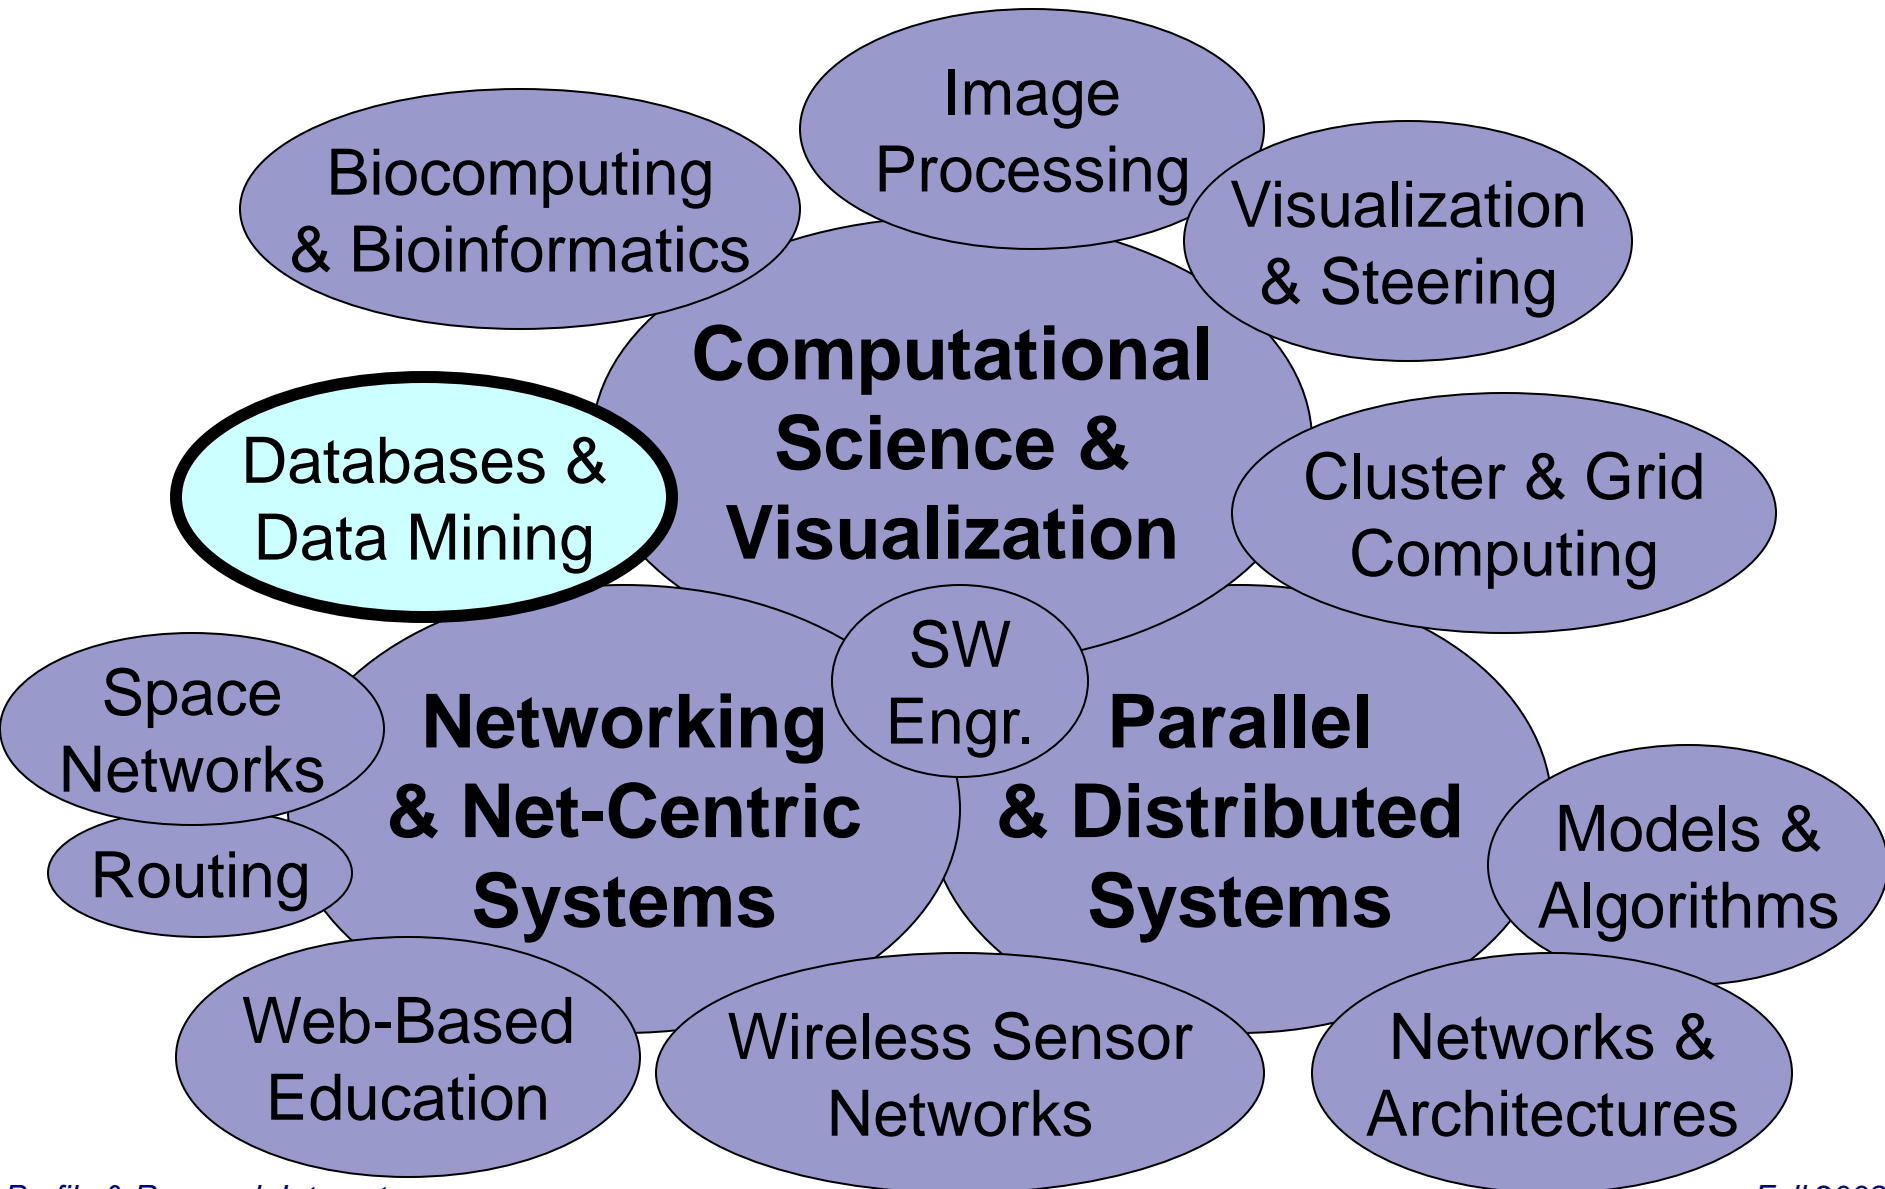 Image
Processing
Biocomputing
& Bioinformatics
Visualization
& Steering
Computational
Science &
Visualization
Databases &
Data Mining
Cluster & Grid
Computing
SW
Engr.
Space
Networks
Networking
& Net-Centric
Systems
Parallel
& Distributed
Systems
Routing
Models &
Algorithms
Web-Based
Education
Wireless Sensor
Networks
Networks &
Architectures